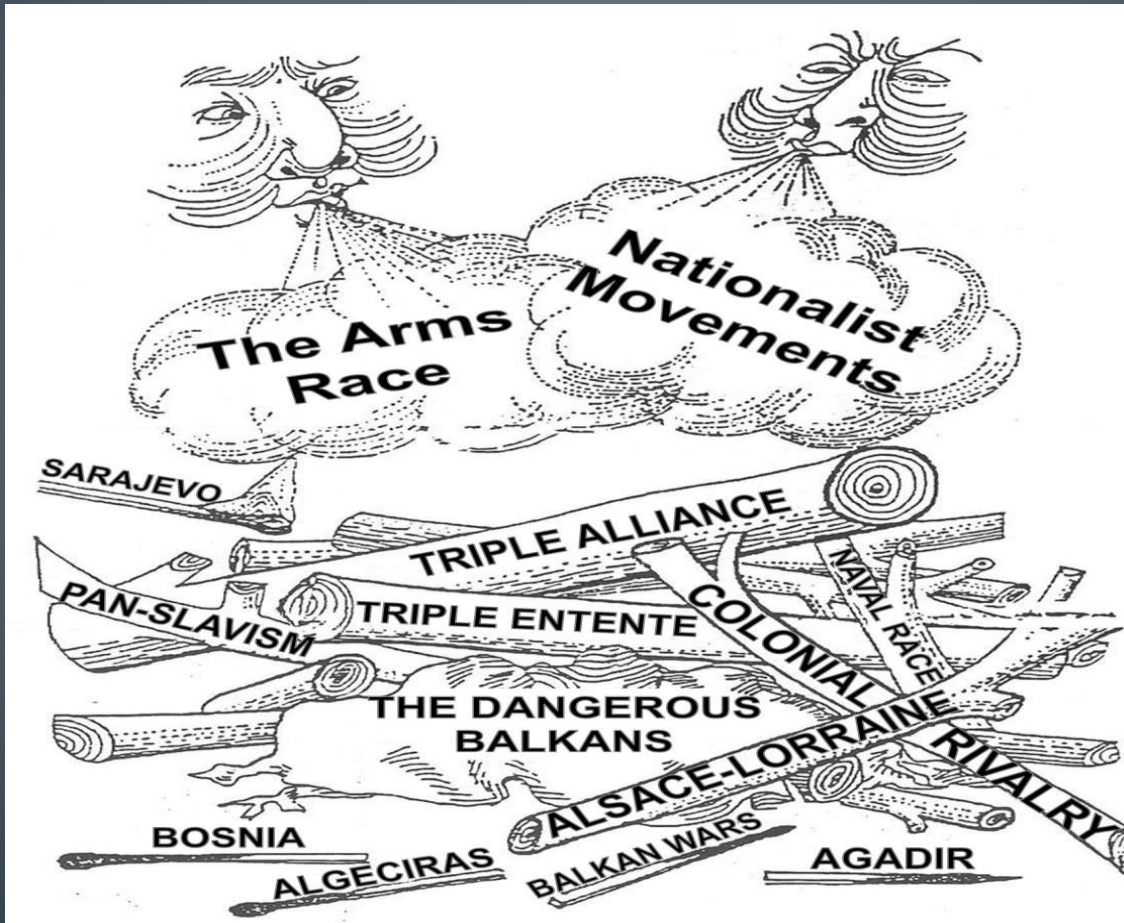 The Arms
Race
Nationalist
Movements
SARAJEVO
TRIPLE ALLIANCE
PAN-SLAVISM
TRIPLE ENTENTE
COLONIAL RIVALRY
NAVAL RACE
THE DANGEROUS
BALKANS
ALSACE-LORRAINE
BOSNIA
ALGECIRAS
BALKAN WARS
AGADIR